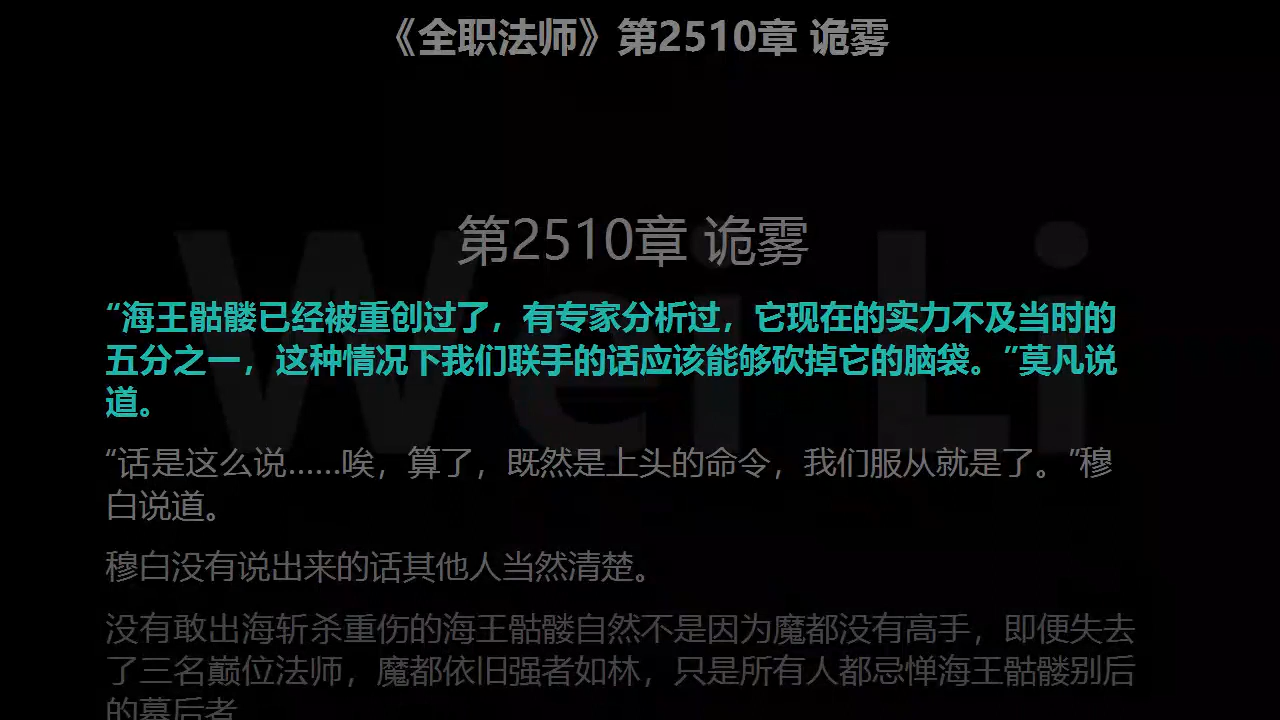 《全职法师》第2510章 诡雾
第2510章 诡雾
Wei Li
“海王骷髅已经被重创过了，有专家分析过，它现在的实力不及当时的
五分之一，这种情况下我们联手的话应该能够砍掉它的脑袋。”莫凡说
道。
“话是这么说……唉，算了，既然是上头的命令，我们服从就是了。”穆
白说道。
穆白没有说出来的话其他人当然清楚。
没有敢出海斩杀重伤的海王骷髅自然不是因为魔都没有高手，即便失去
了三名巅位法师，魔都依旧强者如林，只是所有人都忌惮海王骷髅别后
的幕后者